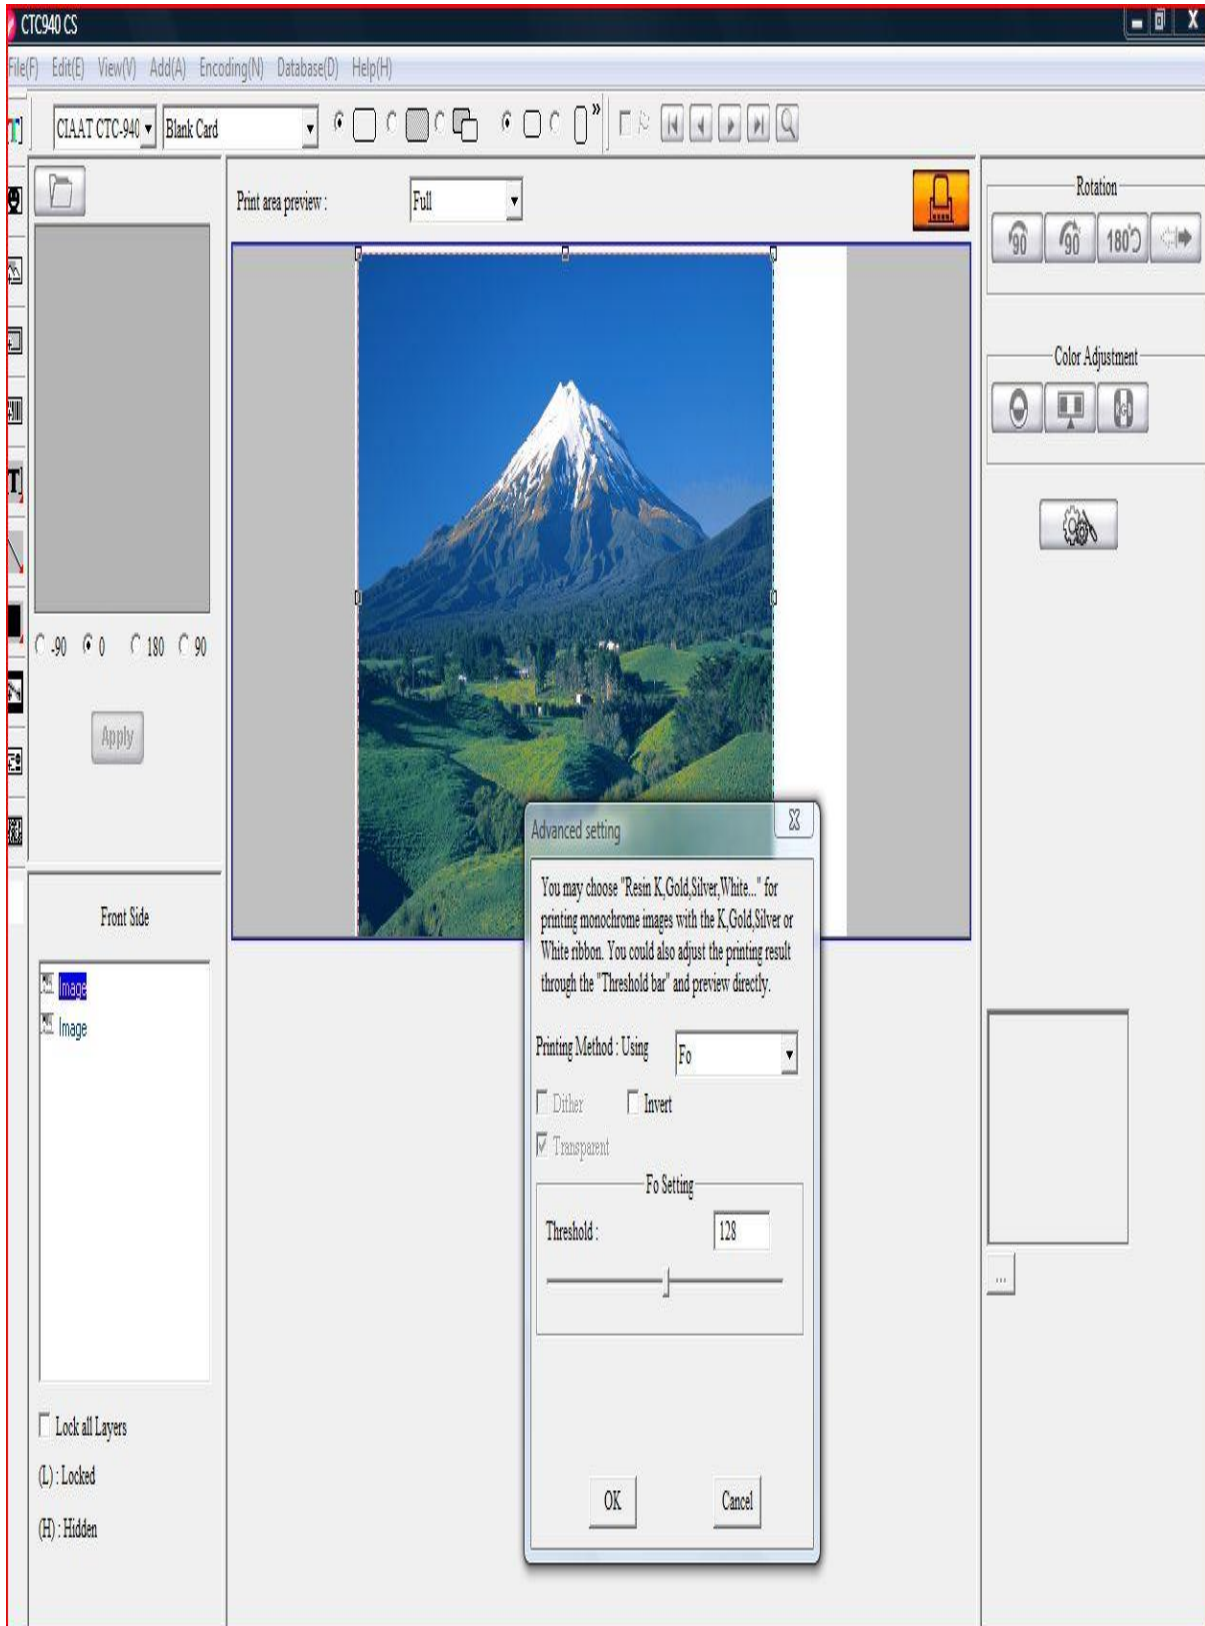 CTC940 CS
File(F) Edit(E) View(V) Add(A) Encoding(N) Database(D) Help(H)
CIAAT CTC-940 Blank Card
Print area preview : Full
Rotation
90 90 180
Color Adjustment
RGB
T
-90 0 180 90
Apply
Front Side
Image
Image
Lock all Layers
(L) : Locked
(H) : Hidden
Advanced setting
You may choose "Resin K,Gold,Silver,White..." for
printing monochrome images with the K,Gold,Silver or
White ribbon. You could also adjust the printing result
through the "Threshold bar" and preview directly.
Printing Method : Using Fo
Dither Invert
Transparent
Fo Setting
Threshold : 128
...
OK Cancel